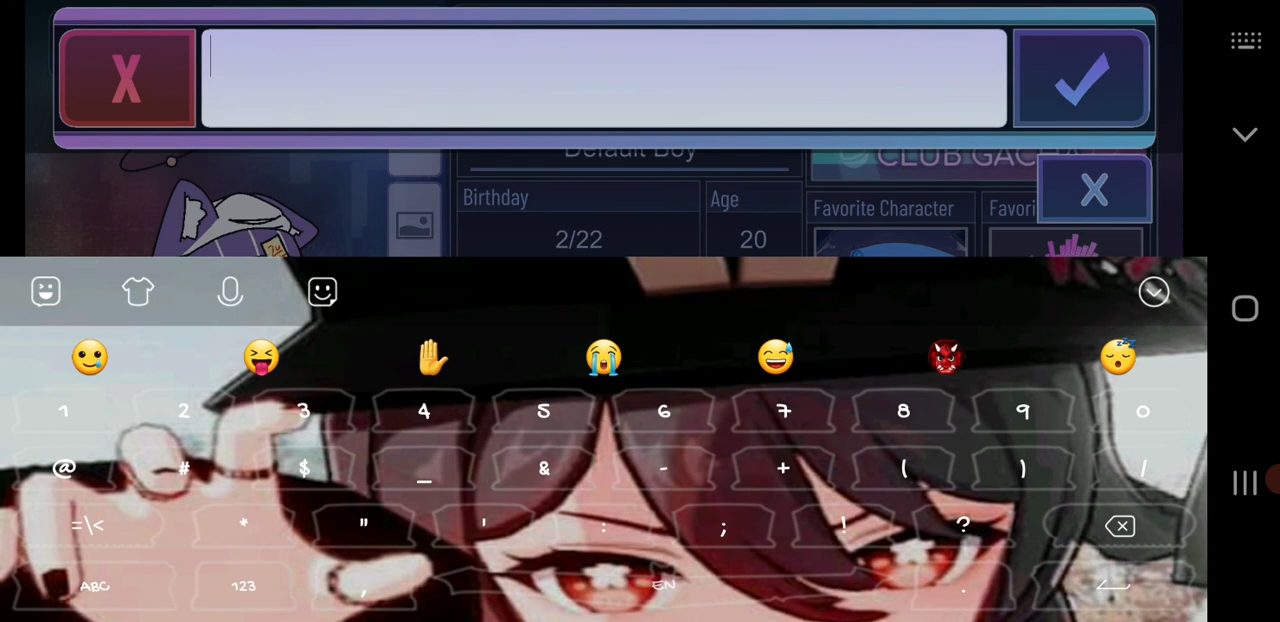 X
Default Boy
CLUB GACHA
X
Birthday
Age
Favorite Character
Favori
2/22
20
1 2 3 4 5 6 7 8 9 0
@ # $ _ & - + ( ) /
=\< * " ' : ; ! ?
ABC 123 , EN .